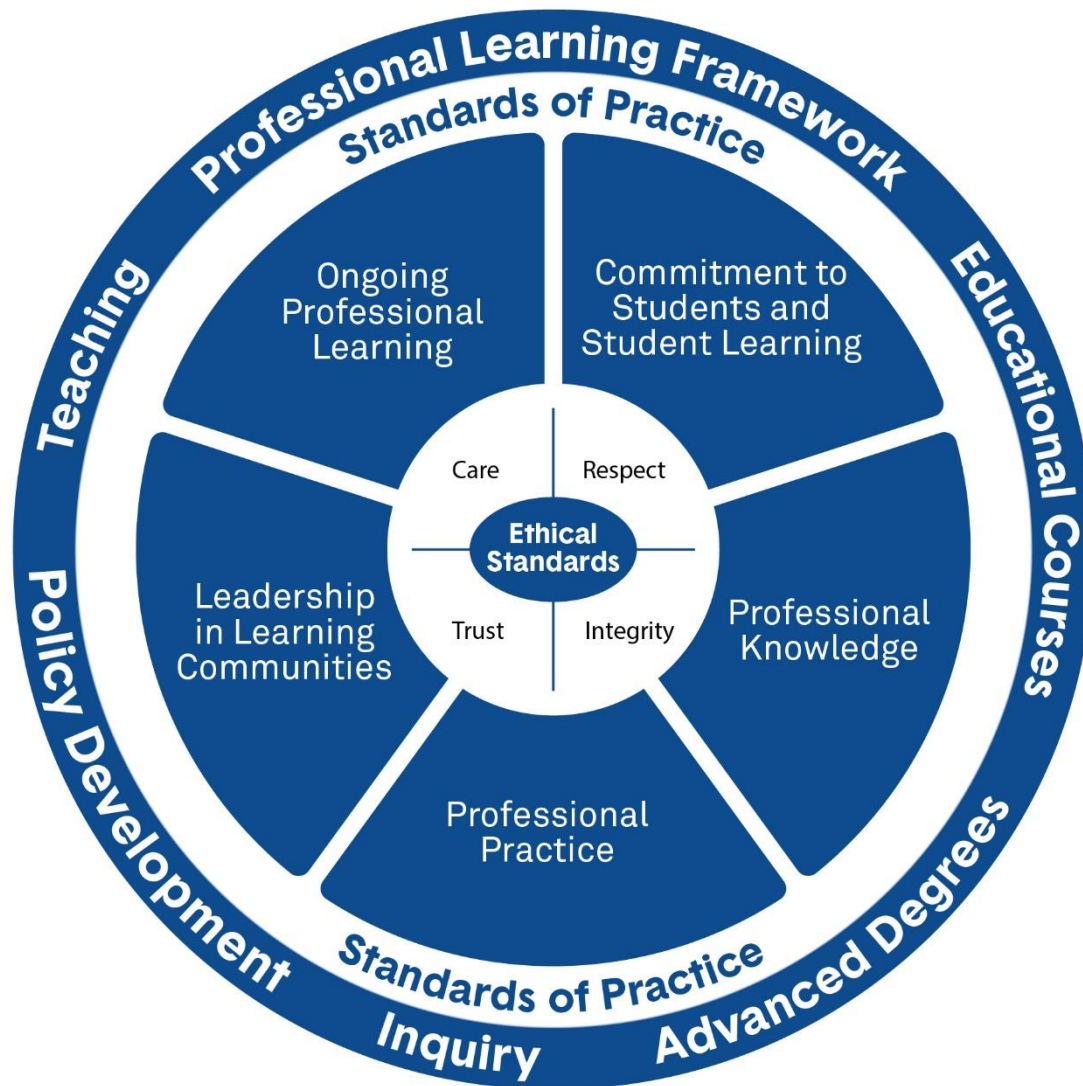 Professional Learning Framework
Educational Courses
Advanced Degrees
Inquiry
Policy Development
Teaching
Standards of Practice
Commitment to
Students and
Student Learning
Professional
Knowledge
Professional
Practice
Leadership
in Learning
Communities
Ongoing
Professional
Learning
Standards of Practice
Care
Respect
Ethical
Standards
Trust
Integrity